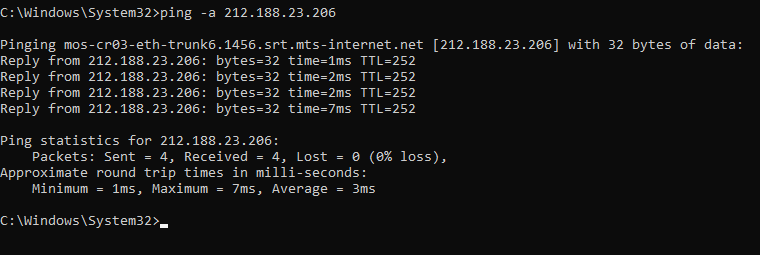 C:\Windows\System32>ping -a 212.188.23.206
Pinging mos-cr03-eth-trunk6.1456.srt.mts-internet.net [212.188.23.206] with 32 bytes of data:
Reply from 212.188.23.206: bytes=32 time=1ms TTL=252
Reply from 212.188.23.206: bytes=32 time=2ms TTL=252
Reply from 212.188.23.206: bytes=32 time=2ms TTL=252
Reply from 212.188.23.206: bytes=32 time=7ms TTL=252
Ping statistics for 212.188.23.206:
    Packets: Sent = 4, Received = 4, Lost = 0 (0% loss),
Approximate round trip times in milli-seconds:
    Minimum = 1ms, Maximum = 7ms, Average = 3ms
C:\Windows\System32>